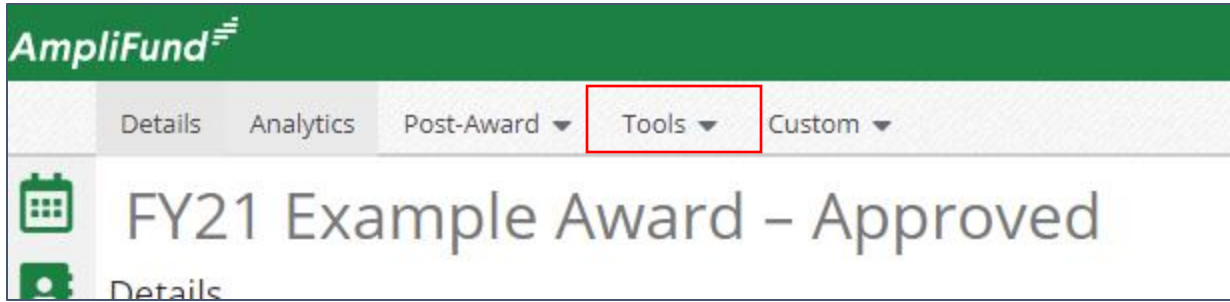 AmpliFund
Details Analytics Post-Award Tools Custom
FY21 Example Award – Approved
Details